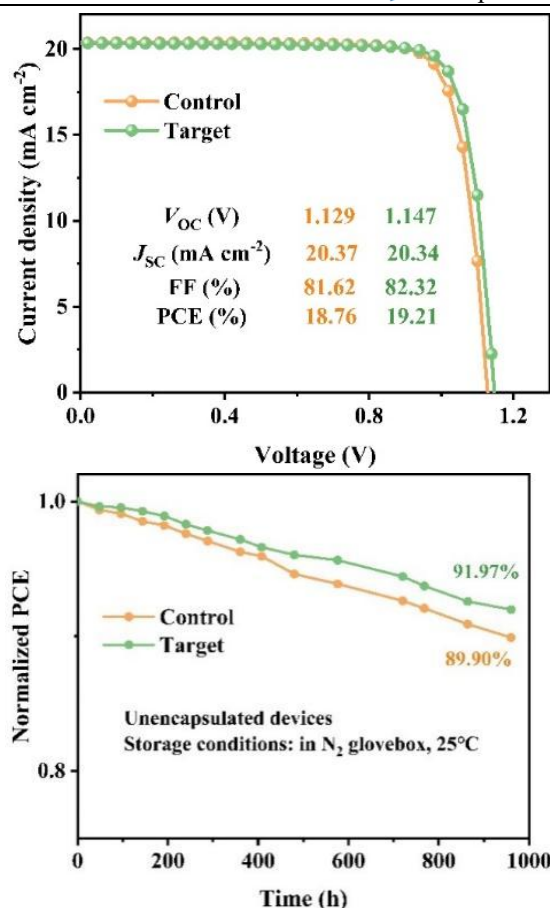 20
15
10
5
0
Current density (mA cm⁻²)
Control
Target
V_OC (V) 1.129 1.147
J_SC (mA cm⁻²) 20.37 20.34
FF (%) 81.62 82.32
PCE (%) 18.76 19.21
0.0 0.4 0.8 1.2
Voltage (V)
1.0
0.8
Normalized PCE
91.97%
Control
Target
89.90%
Unencapsulated devices
Storage conditions: in N₂ glovebox, 25°C
0 200 400 600 800 1000
Time (h)